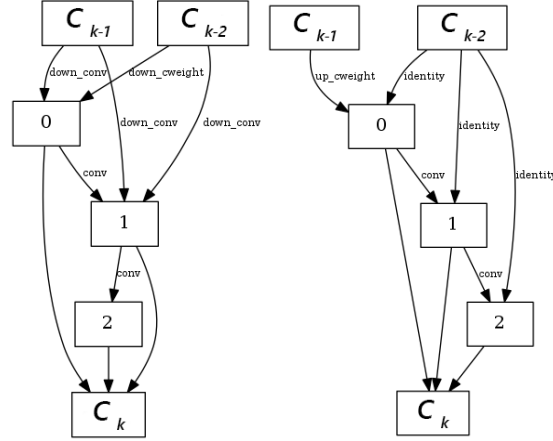 C k-1
C k-2
down_conv
down_cweight
0
down_conv
down_conv
conv
1
conv
2
C k
C k-1
C k-2
up_cweight
identity
0
identity
conv
identity
1
conv
2
C k